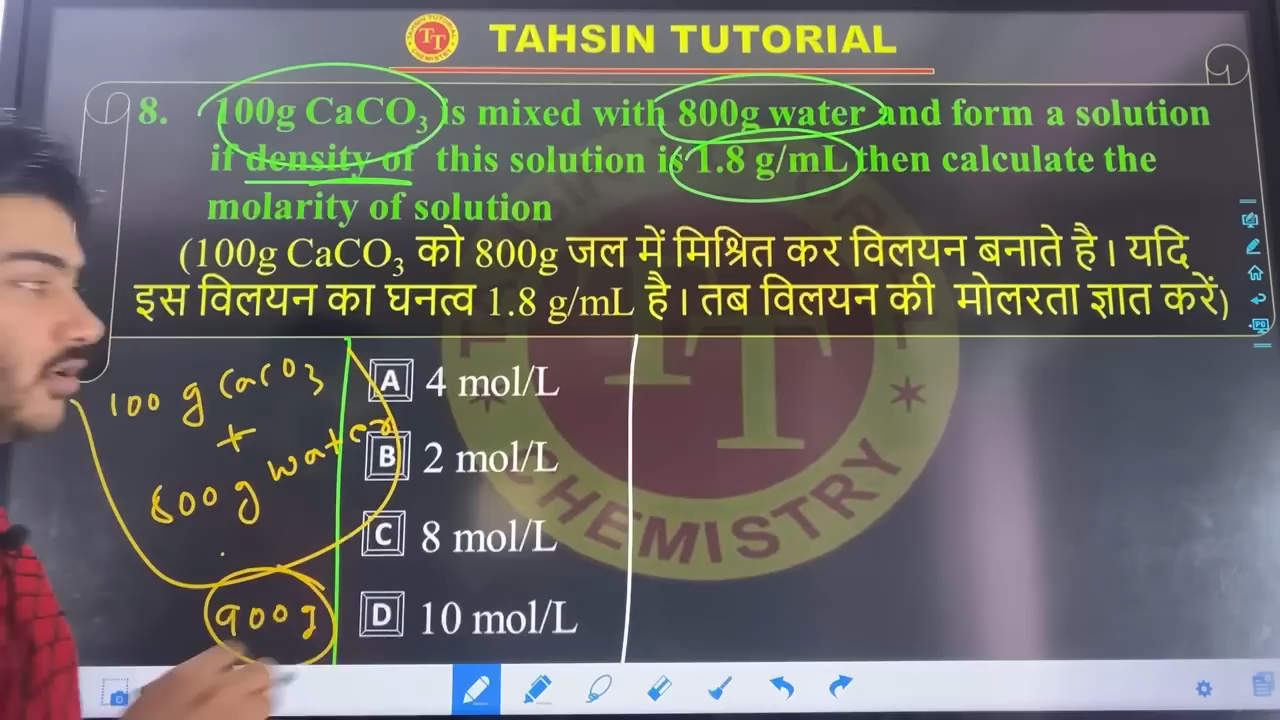 TAHSIN TUTORIAL
8. 100g CaCO₃ is mixed with 800g water and form a solution
if density of this solution is 1.8 g/mL then calculate the
molarity of solution
(100g CaCO₃ को 800g जल में मिश्रित कर विलयन बनाते है। यदि
इस विलयन का घनत्व 1.8 g/mL है। तब विलयन की मोलरता ज्ञात करें)
100 g CaCO₃
+
800 g water
900g
A 4 mol/L
B 2 mol/L
C 8 mol/L
D 10 mol/L
TT
CHEMISTRY